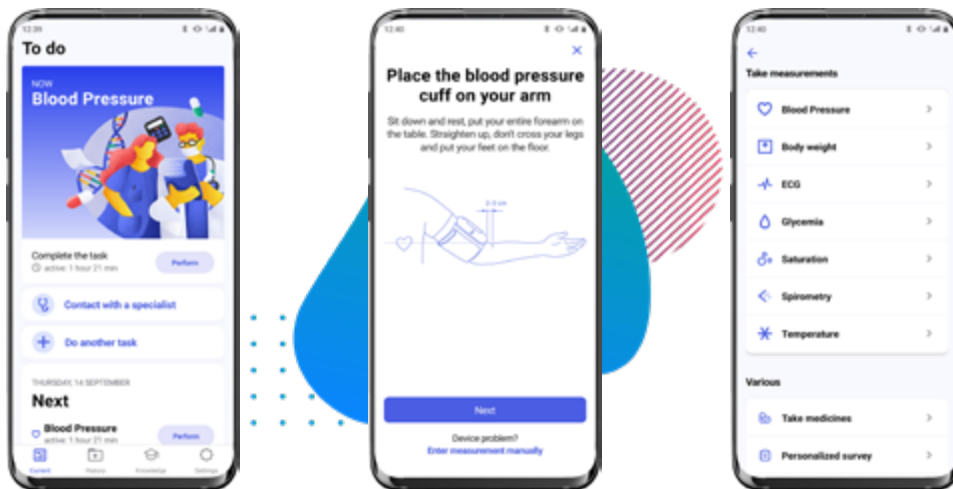 12:39
To do
NOW
Blood Pressure
Complete the task
active: 1 hour 21 min
Perform
Contact with a specialist
Do another task
THURSDAY, 14 SEPTEMBER
Next
Blood Pressure
active: 1 hour 21 min
Perform
Current
History
Knowledge
Settings
12:40
Place the blood pressure
cuff on your arm
Sit down and rest, put your entire forearm on
the table. Straighten up, don't cross your legs
and put your feet on the floor.
2-3 cm
Next
Device problem?
Enter measurement manually
12:40
Take measurements
Blood Pressure
Body weight
ECG
Glycemia
Saturation
Spirometry
Temperature
Various
Take medicines
Personalized survey